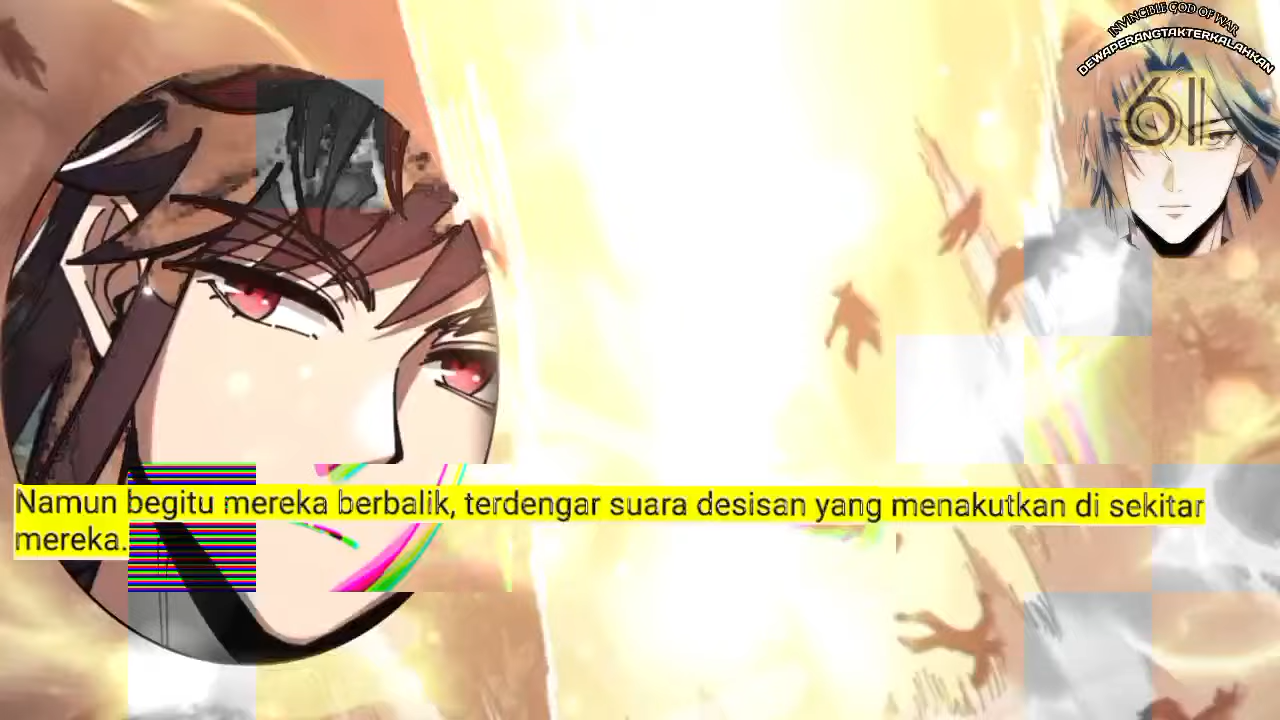 INVINCIBLE GOD OF WAR
DEWAPERANGTAKTERKALAHKAN
61
Namun begitu mereka berbalik, terdengar suara desisan yang menakutkan di sekitar
mereka.